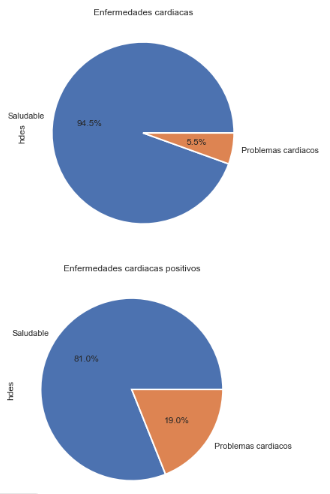 Enfermedades cardiacas
Saludable
94.5%
hdes
5.5%
Problemas cardiacos
Enfermedades cardiacas positivos
Saludable
81.0%
hdes
19.0%
Problemas cardiacos